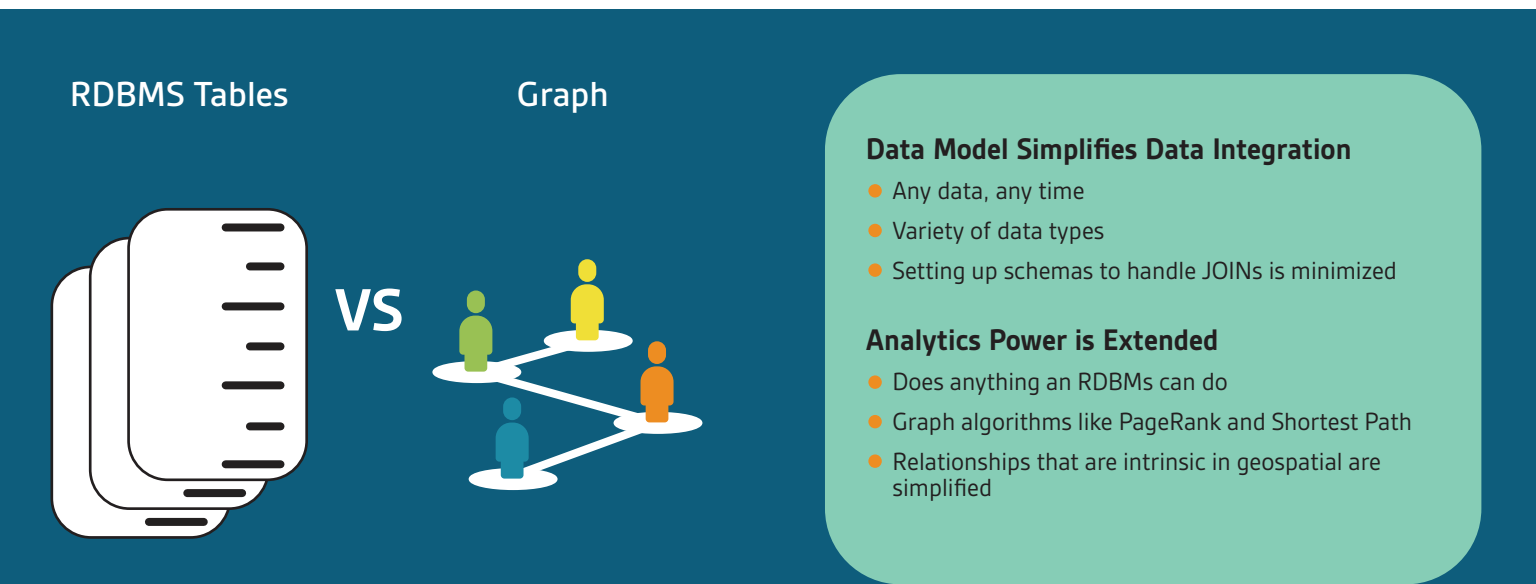 RDBMS Tables
VS
Graph
Data Model Simplifies Data Integration
Any data, any time
Variety of data types
Setting up schemas to handle JOINs is minimized
Analytics Power is Extended
Does anything an RDBMs can do
Graph algorithms like PageRank and Shortest Path
Relationships that are intrinsic in geospatial are
simplified